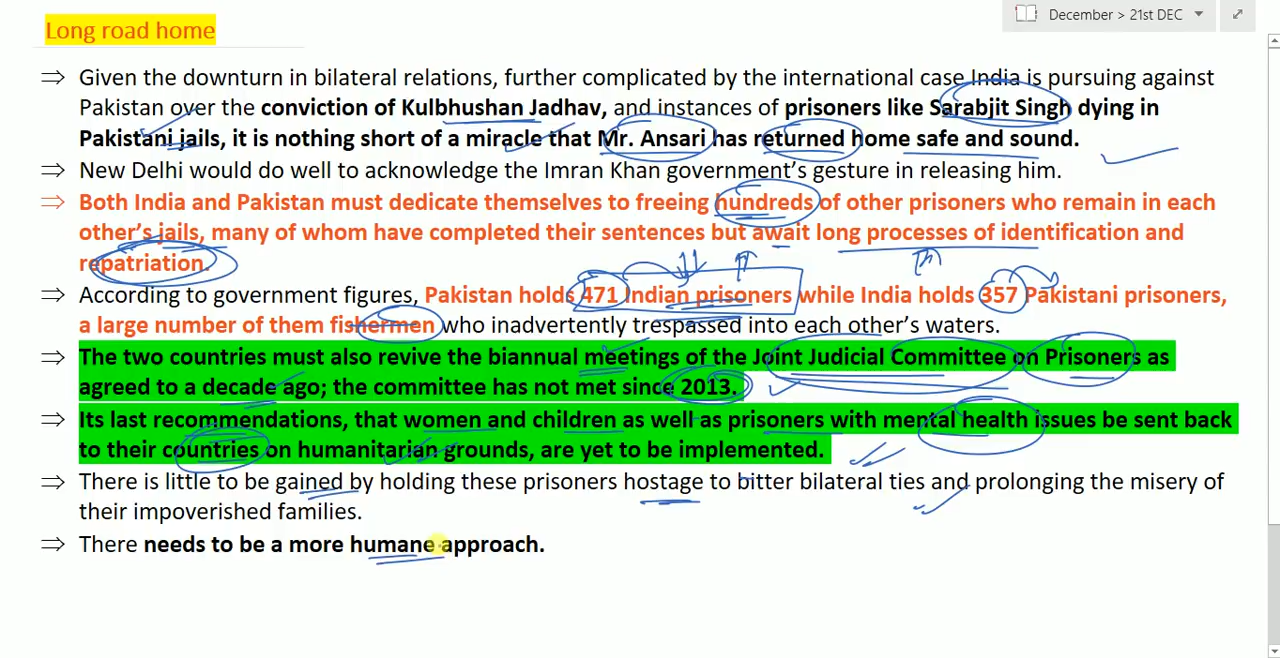 Long road home
December > 21st DEC
⇒ Given the downturn in bilateral relations, further complicated by the international case India is pursuing against
Pakistan over the conviction of Kulbhushan Jadhav, and instances of prisoners like Sarabjit Singh dying in
Pakistani jails, it is nothing short of a miracle that Mr. Ansari has returned home safe and sound.
⇒ New Delhi would do well to acknowledge the Imran Khan government's gesture in releasing him.
⇒ Both India and Pakistan must dedicate themselves to freeing hundreds of other prisoners who remain in each
other's jails, many of whom have completed their sentences but await long processes of identification and
repatriation.
⇒ According to government figures, Pakistan holds 471 Indian prisoners while India holds 357 Pakistani prisoners,
a large number of them fishermen who inadvertently trespassed into each other's waters.
⇒ The two countries must also revive the biannual meetings of the Joint Judicial Committee on Prisoners as
agreed to a decade ago; the committee has not met since 2013.
⇒ Its last recommendations, that women and children as well as prisoners with mental health issues be sent back
to their countries on humanitarian grounds, are yet to be implemented.
⇒ There is little to be gained by holding these prisoners hostage to bitter bilateral ties and prolonging the misery of
their impoverished families.
⇒ There needs to be a more humane approach.